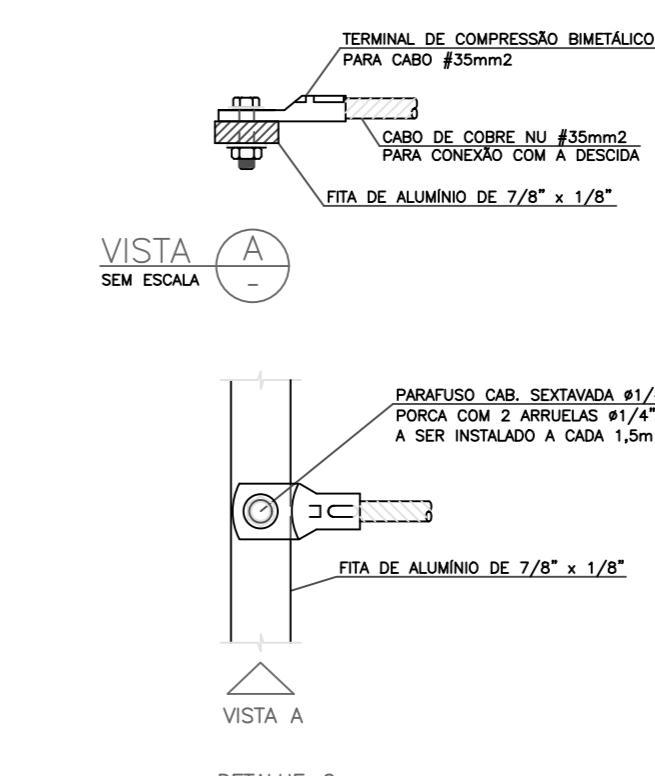 TERMINAL DE COMPRESSÃO BIMETÁLICO
PARA CABO #35mm2
CABO DE COBRE NU #35mm2
PARA CONEXÃO COM A DESCIDA
FITA DE ALUMÍNIO DE 7/8" x 1/8"
VISTA
A
SEM ESCALA
-
PARAFUSO CAB. SEXTAVADA ø1/
PORCA COM 2 ARRUELAS ø1/4"
A SER INSTALADO A CADA 1,5m
FITA DE ALUMÍNIO DE 7/8" x 1/8"
VISTA A